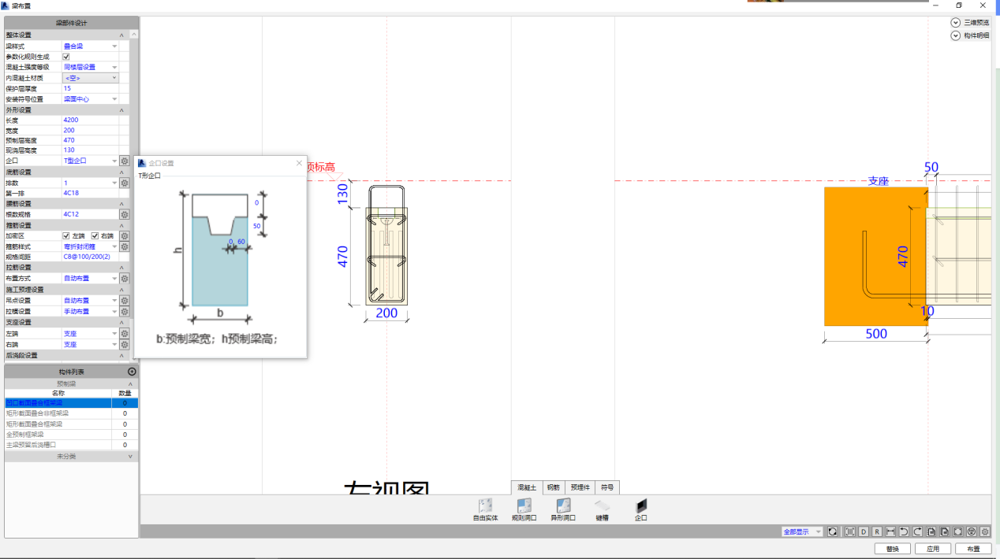 梁布置
梁部件设计
整体设置
梁样式 叠合梁
参数化规则生成
混凝土强度等级 同楼层设置
内混凝土材质 <空>
保护层厚度 15
安装符号位置 梁面中心
外形设置
长度 4200
宽度 200
预制层高度 470
现浇层高度 130
企口 T型企口
底筋设置
排数 1
第一排 4C18
腰筋设置
根数规格 4C12
箍筋设置
加密区 左端 右端
箍筋样式 弯折封闭箍
规格间距 C8@100/200(2)
拉筋设置
布置方式 自动布置
施工预埋设置
吊点设置 自动布置
拉模设置 手动布置
支座设置
左端 支座
右端 支座
后浇段设置
构件列表
预制梁
名称 数量
凹口截面叠合框架梁 0
矩形截面叠合非框架梁 0
矩形截面叠合框架梁 0
全预制框架梁 0
主梁预留后浇槽口 0
未分类
企口设置
T形企口
0
50
0 60
h
b
b:预制梁宽；h预制梁高；
顶标高
130
470
200
左视图
三维预览
构件明细
50
支座
470
10
500
混凝土 钢筋 预埋件 符号
自由实体 规则洞口 异形洞口 键槽 企口
全部显示 D R
替换 应用 布置